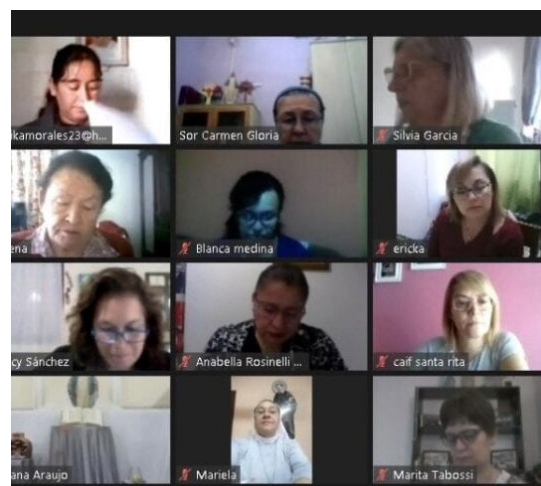 ikamorales23@h...
Sor Carmen Gloria
Silvia Garcia
ena
Blanca medina
ericka
cy Sánchez
Anabella Rosinelli ...
caif santa rita
ana Araujo
Mariela
Marita Tabossi